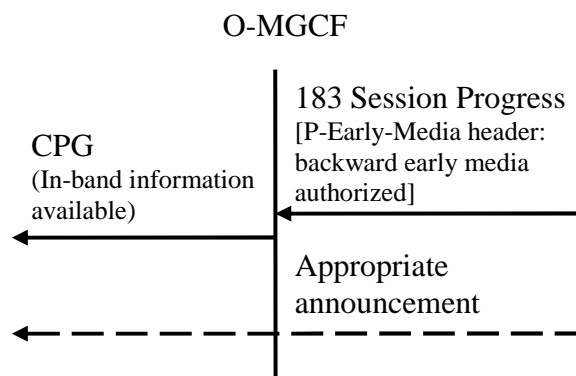 O-MGCF
183 Session Progress
[P-Early-Media header:
backward early media
authorized]
CPG
(In-band information
available)
Appropriate
announcement